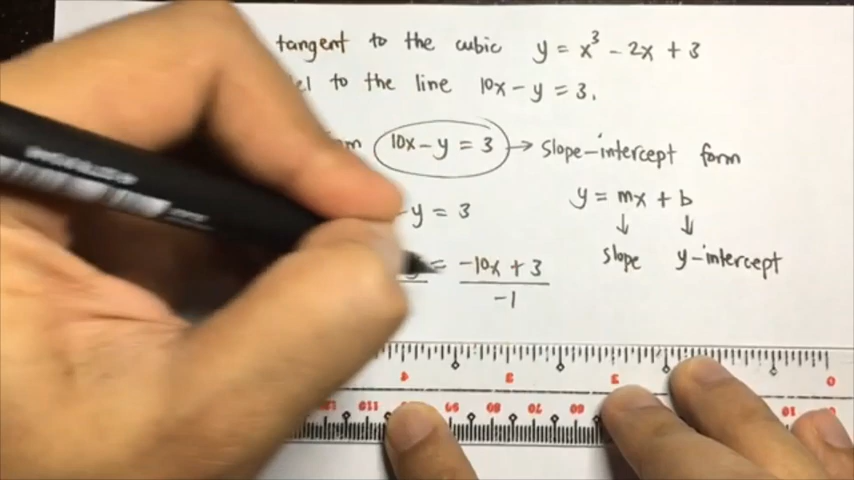 tangent to the cubic y = x³ - 2x + 3
to the line 10x - y = 3.
10x - y = 3 → slope-intercept form
y = mx + b
-y = 3
↓ ↓
slope y-intercept
= -10x + 3
-1